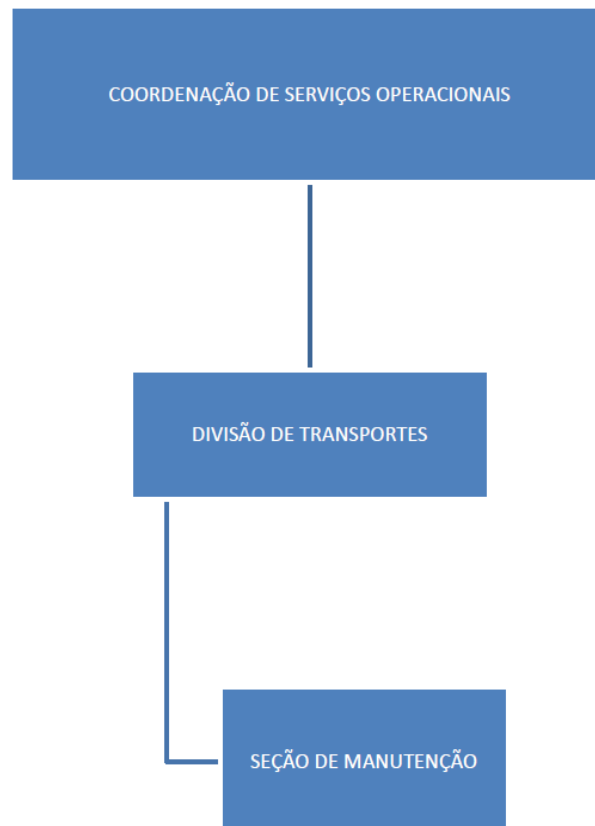 COORDENAÇÃO DE SERVIÇOS OPERACIONAIS
DIVISÃO DE TRANSPORTES
SEÇÃO DE MANUTENÇÃO